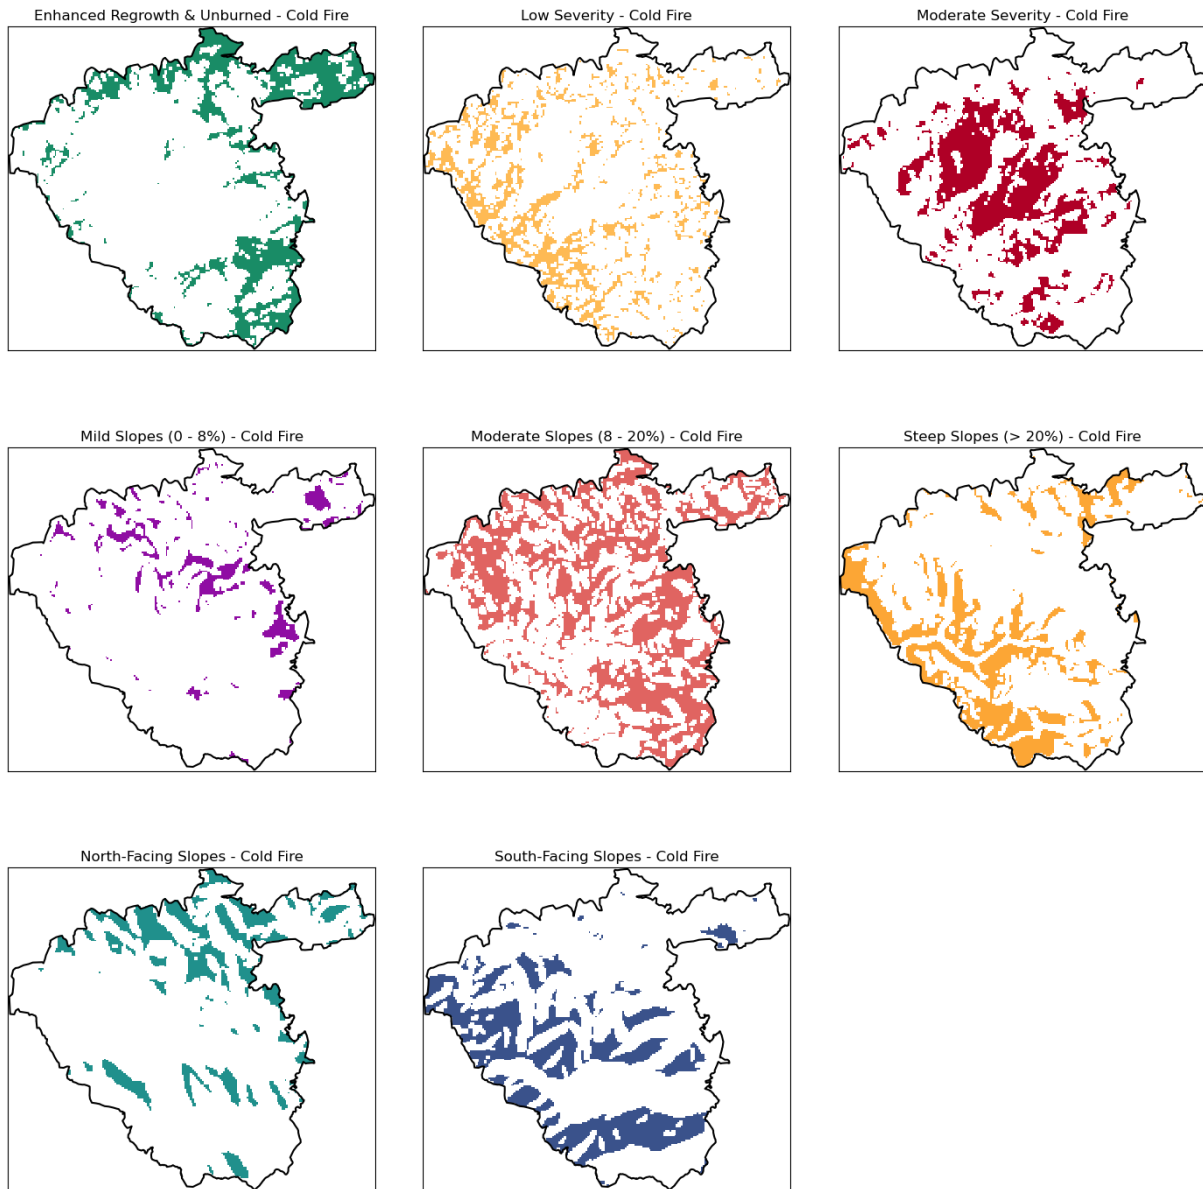 Enhanced Regrowth & Unburned - Cold Fire
Low Severity - Cold Fire
Moderate Severity - Cold Fire
Mild Slopes (0 - 8%) - Cold Fire
Moderate Slopes (8 - 20%) - Cold Fire
Steep Slopes (> 20%) - Cold Fire
North-Facing Slopes - Cold Fire
South-Facing Slopes - Cold Fire